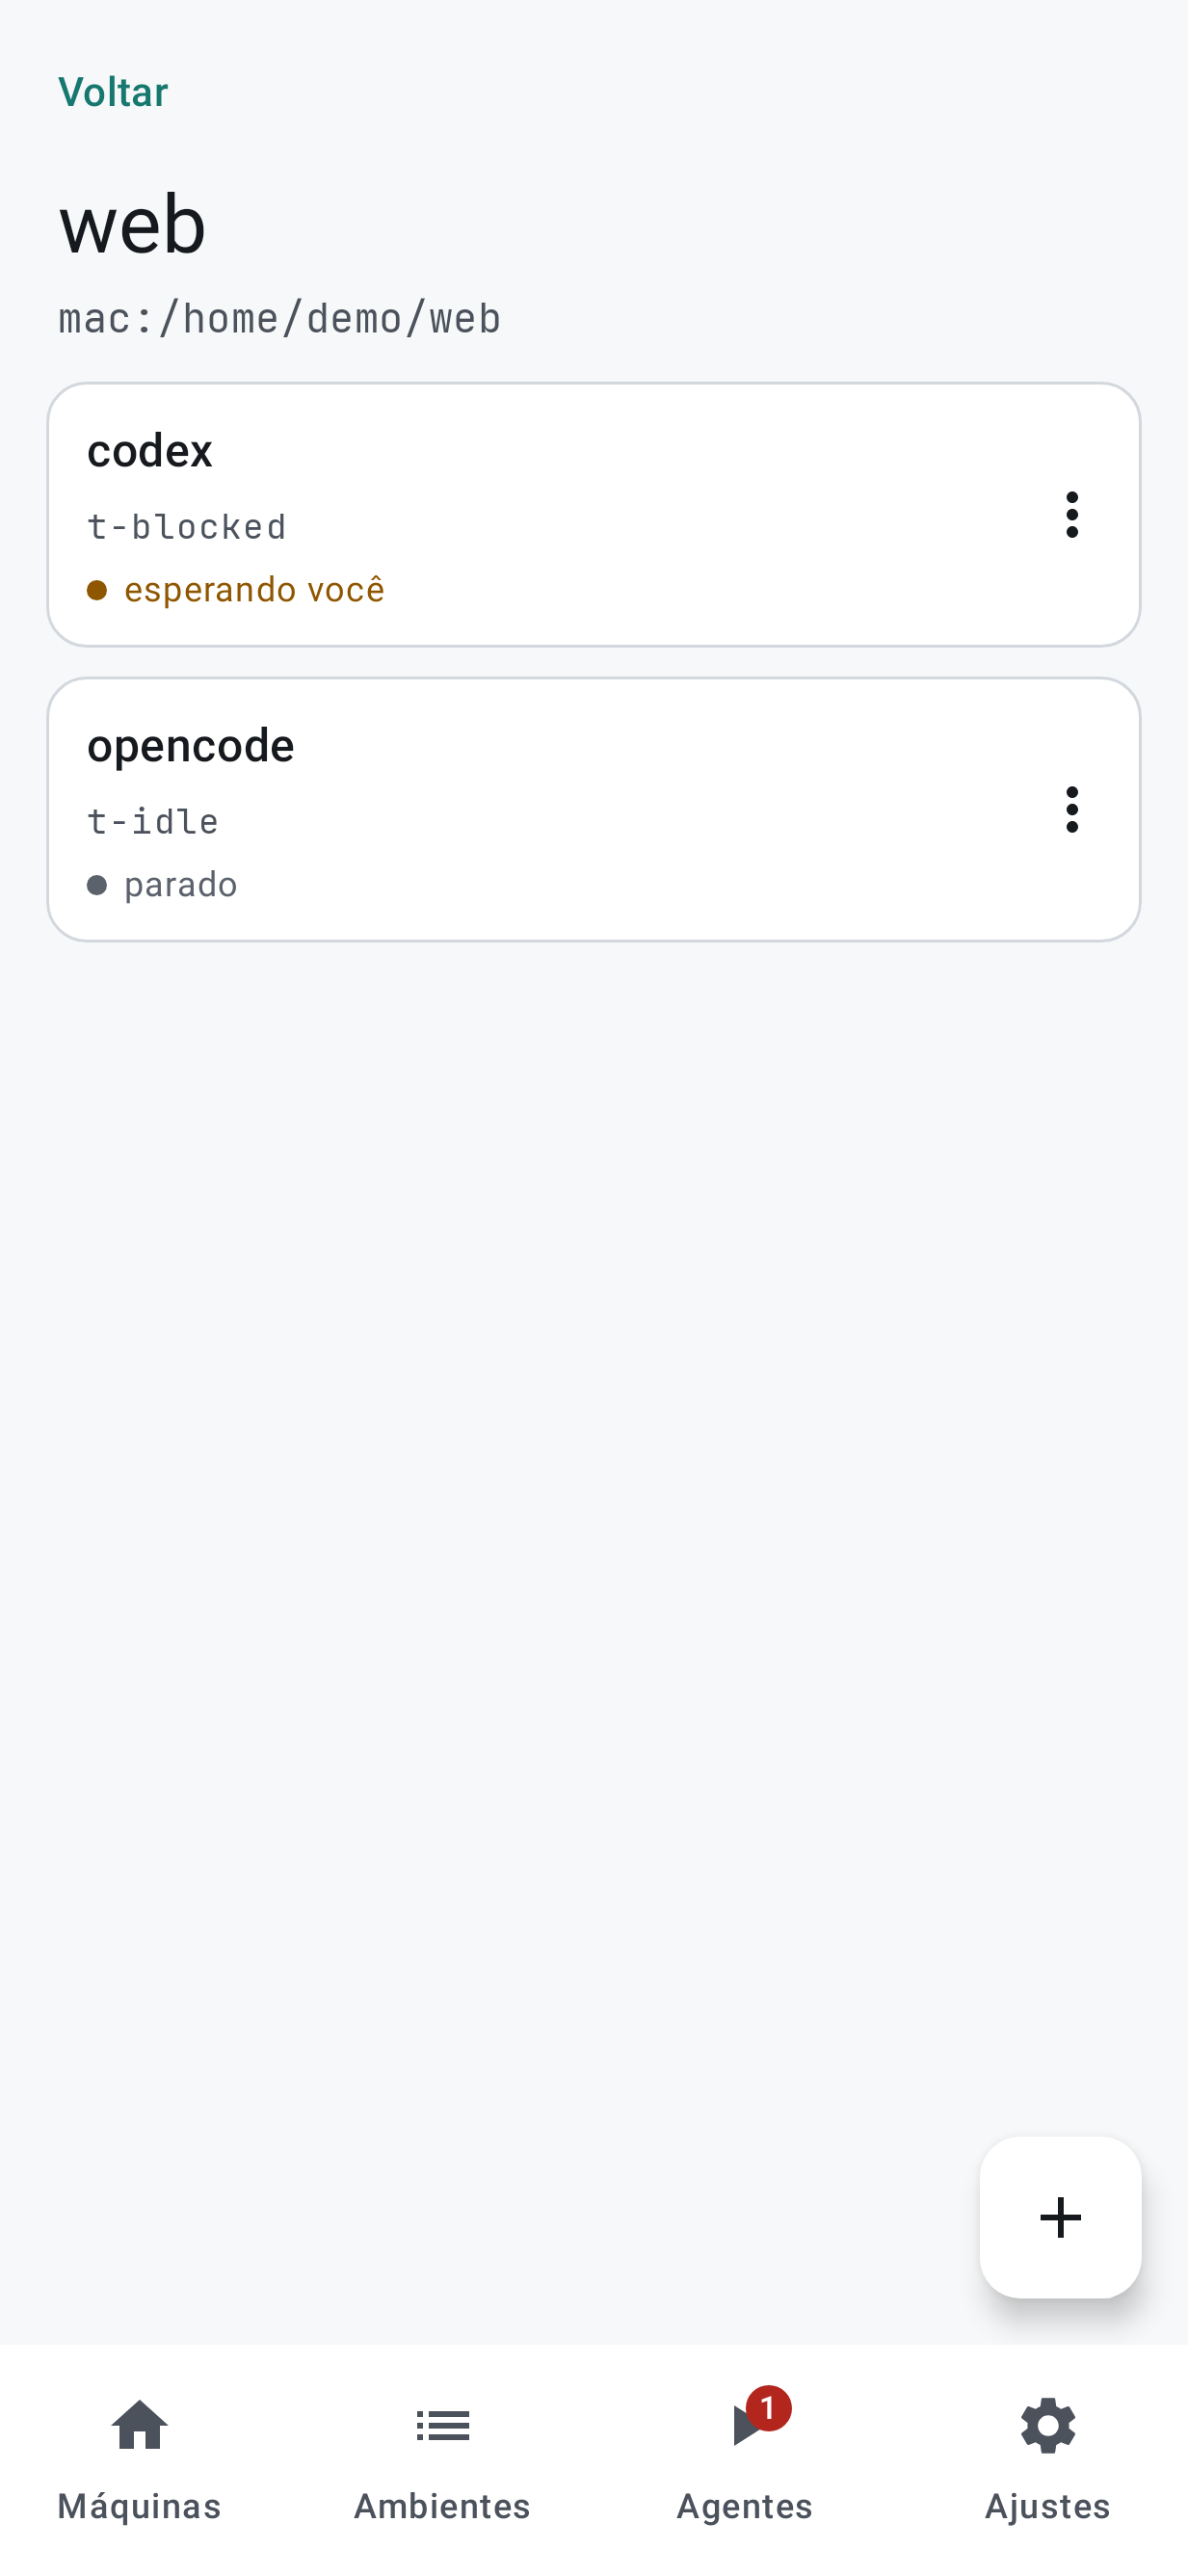 Voltar
web
mac:/home/demo/web
codex
t-blocked
esperando você
opencode
t-idle
parado
1
Máquinas
Ambientes
Agentes
Ajustes